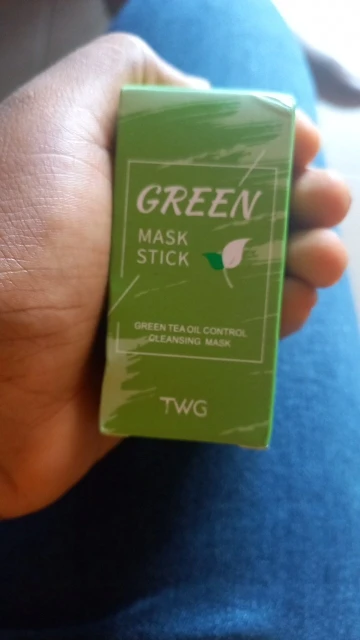 GREEN
MASK
STICK
GREEN TEA OIL CONTROL
CLEANSING MASK
TWG